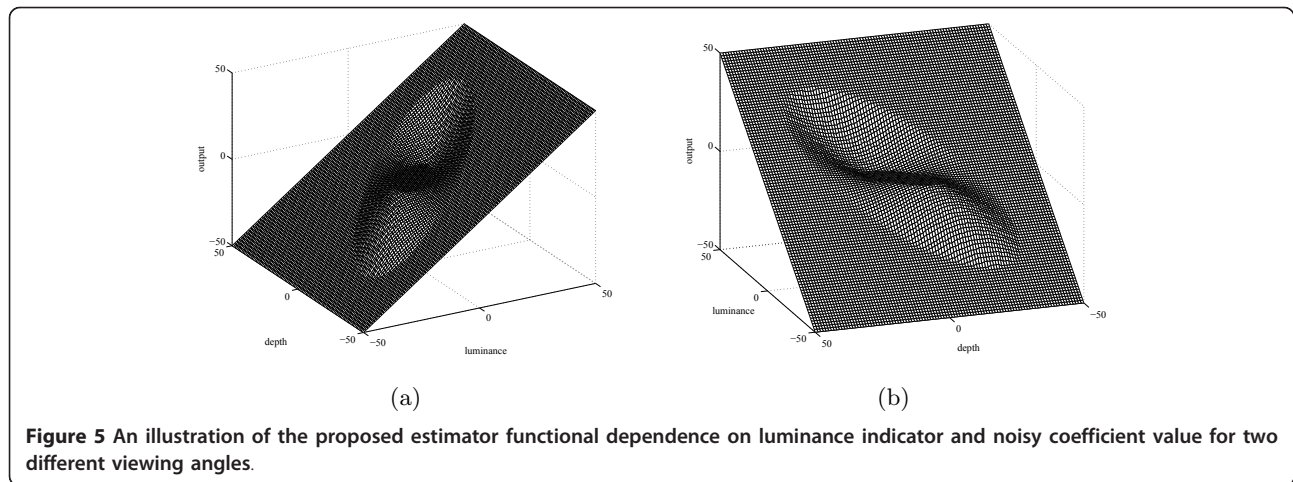 50
0
−50
output
50
0
−50
depth
−50
0
50
luminance
(a)
50
0
−50
output
50
0
−50
luminance
50
0
−50
depth
(b)
Figure 5 An illustration of the proposed estimator functional dependence on luminance indicator and noisy coefficient value for two
different viewing angles.